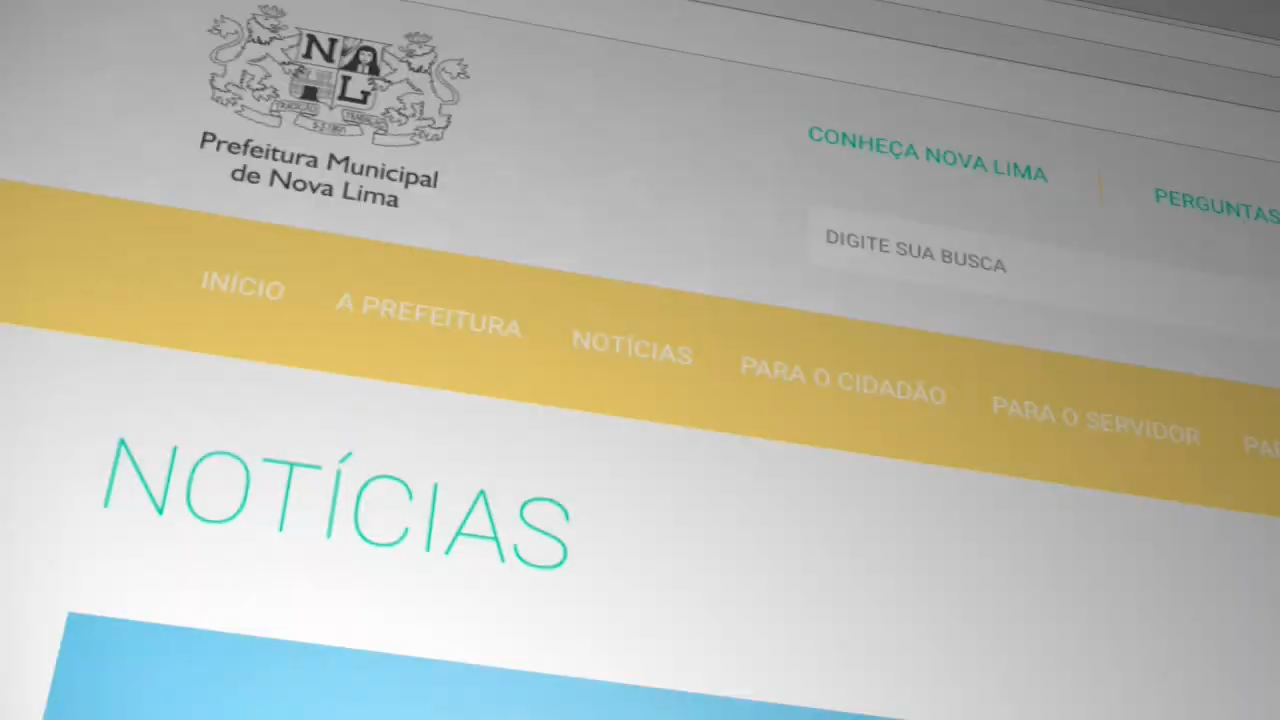 N
L
Prefeitura Municipal
de Nova Lima
CONHEÇA NOVA LIMA
PERGUNTAS
DIGITE SUA BUSCA
INÍCIO A PREFEITURA NOTÍCIAS PARA O CIDADÃO PARA O SERVIDOR
NOTÍCIAS